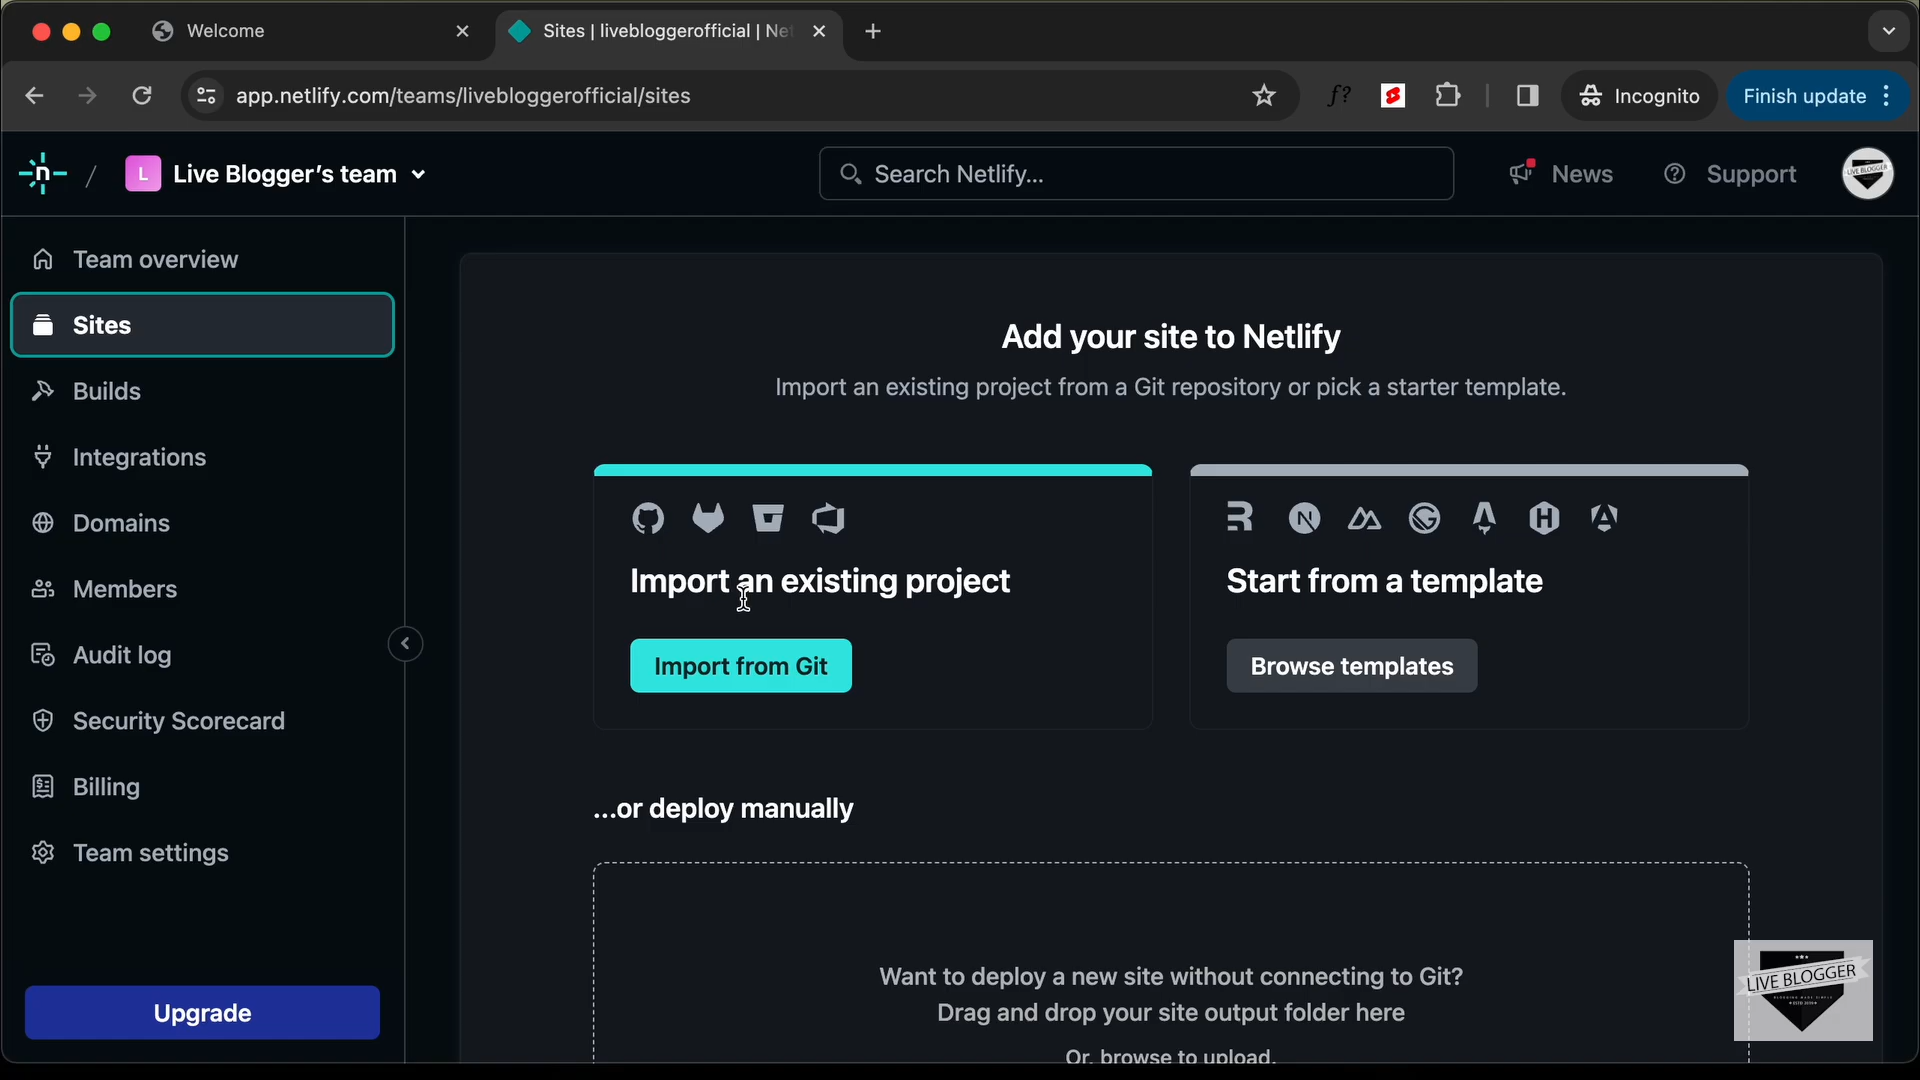 Welcome
Sites | livebloggerofficial | Net
app.netlify.com/teams/livebloggerofficial/sites
f?
Incognito
Finish update
n
/
L
Live Blogger's team
Search Netlify...
News
Support
LIVE BLOGGER
Team overview
Sites
Builds
Integrations
Domains
Members
Audit log
Security Scorecard
Billing
Team settings
Upgrade
Add your site to Netlify
Import an existing project from a Git repository or pick a starter template.
Import an existing project
Import from Git
Start from a template
Browse templates
...or deploy manually
Want to deploy a new site without connecting to Git?
Drag and drop your site output folder here
Or, browse to upload.
LIVE BLOGGER